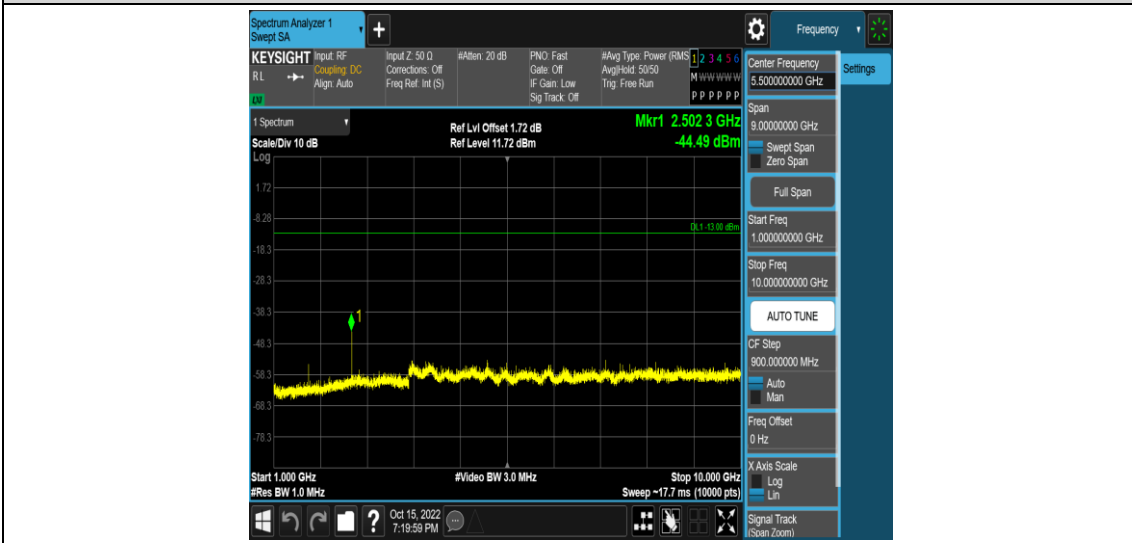 Spectrum Analyzer 1
Swept SA
+
Frequency
KEYSIGHT
RL
LXI
Input: RF
Coupling: DC
Align: Auto
Input Z: 50 Ω
Corrections: Off
Freq Ref: Int (S)
#Atten: 20 dB
PNO: Fast
Gate: Off
IF Gain: Low
Sig Track: Off
#Avg Type: Power (RMS
Avg|Hold: 50/50
Trig: Free Run
1 2 3 4 5 6
M W W W W W
P P P P P P
1 Spectrum
Scale/Div 10 dB
Log
Ref Lvl Offset 1.72 dB
Ref Level 11.72 dBm
Mkr1 2.502 3 GHz
-44.49 dBm
1.72
-8.28
DL1 -13.00 dBm
-18.3
-28.3
-38.3
1
-48.3
-58.3
-68.3
-78.3
Start 1.000 GHz
#Video BW 3.0 MHz
Stop 10.000 GHz
#Res BW 1.0 MHz
Sweep ~17.7 ms (10000 pts)
?
Oct 15, 2022
7:19:59 PM
Center Frequency
5.500000000 GHz
Settings
Span
9.00000000 GHz
Swept Span
Zero Span
Full Span
Start Freq
1.000000000 GHz
Stop Freq
10.000000000 GHz
AUTO TUNE
CF Step
900.000000 MHz
Auto
Man
Freq Offset
0 Hz
X Axis Scale
Log
Lin
Signal Track
(Span Zoom)